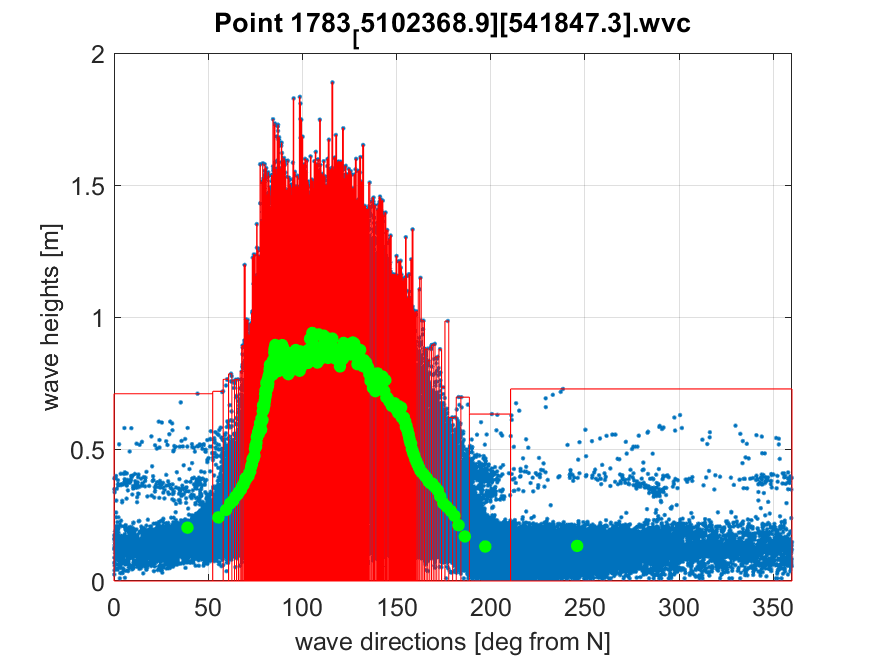 Point 1783[5102368.9][541847.3].wvc
2
1.5
1
0.5
0
wave heights [m]
0 50 100 150 200 250 300 350
wave directions [deg from N]